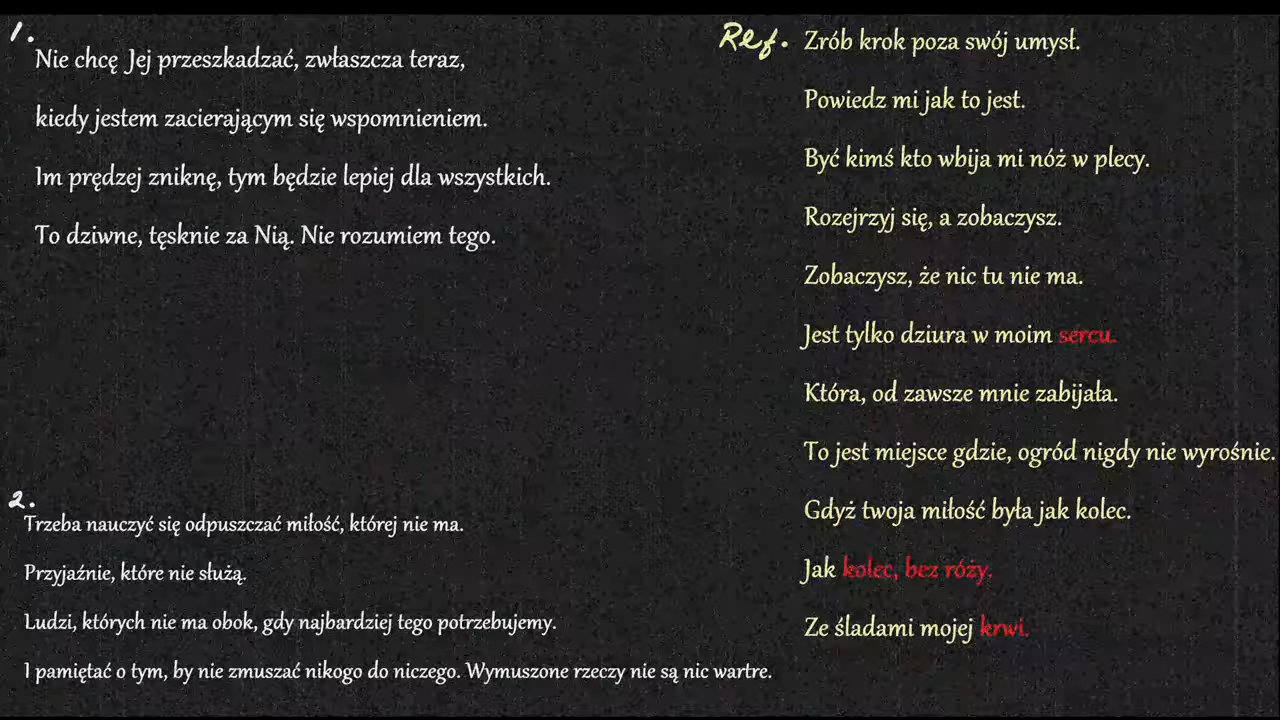 1.
Nie chcę Jej przeszkadzać, zwłaszcza teraz,
kiedy jestem zacierającym się wspomnieniem.
Im prędzej zniknę, tym będzie lepiej dla wszystkich.
To dziwne, tęsknie za Nią. Nie rozumiem tego.
2.
Trzeba nauczyć się odpuszczać miłość, której nie ma.
Przyjaźnie, które nie służą.
Ludzi, których nie ma obok, gdy najbardziej tego potrzebujemy.
I pamiętać o tym, by nie zmuszać nikogo do niczego. Wymuszone rzeczy nie są nic wartre.
Ref. Zrób krok poza swój umysł.
Powiedz mi jak to jest.
Być kimś kto wbija mi nóż w plecy.
Rozejrzyj się, a zobaczysz.
Zobaczysz, że nic tu nie ma.
Jest tylko dziura w moim sercu.
Która, od zawsze mnie zabijała.
To jest miejsce gdzie, ogród nigdy nie wyrośnie.
Gdyż twoja miłość była jak kolec.
Jak kolec, bez róży.
Ze śladami mojej krwi.